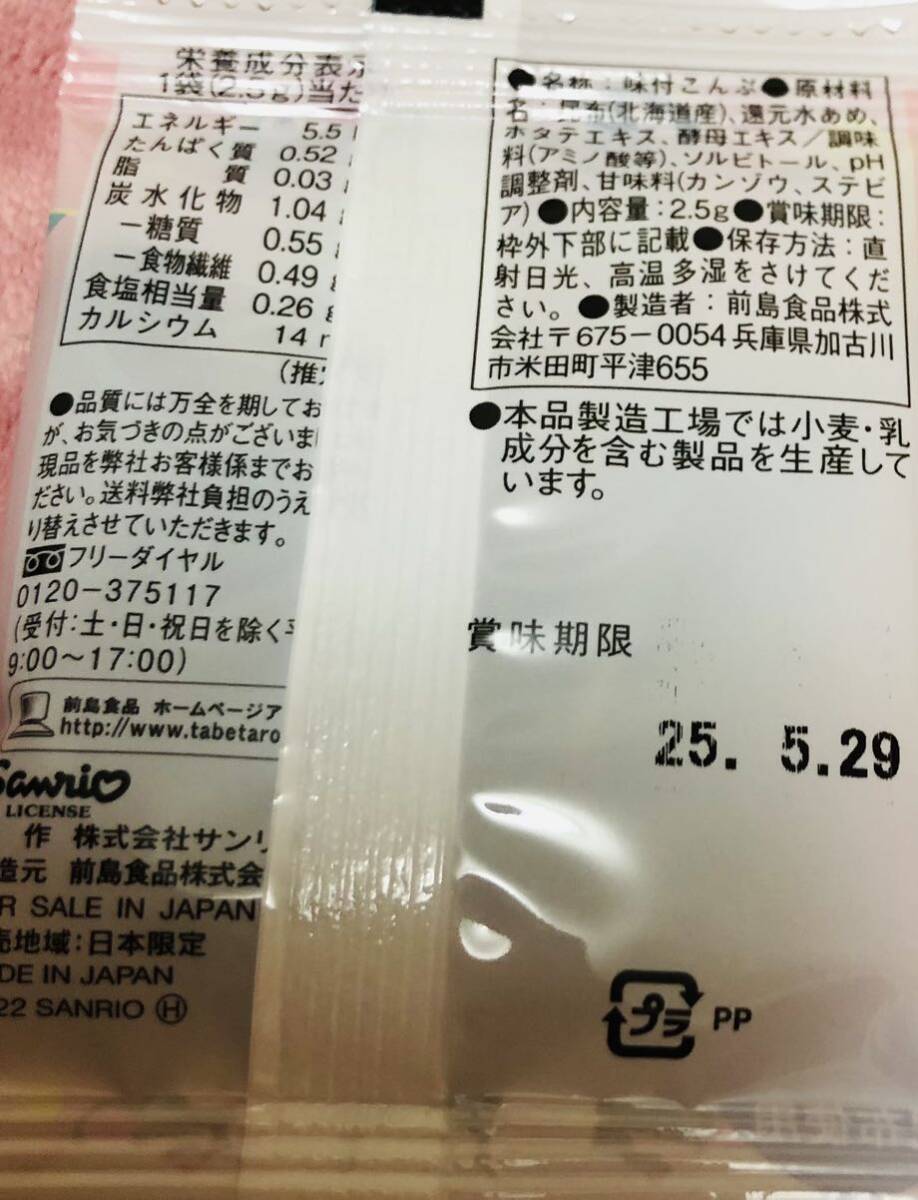 栄養成分表示
1袋(2.5g)当た
エネルギー 5.5
たんぱく質 0.52
脂 質 0.03
炭水化物 1.04
－糖質 0.55
－食物繊維 0.49
食塩相当量 0.26 g
カルシウム 14
(推定
●品質には万全を期してお
が、お気づきの点がございま
現品を弊社お客様係までお
ださい。送料弊社負担のうえ
り替えさせていただきます。
フリーダイヤル
0120-375117
(受付:土・日・祝日を除く平
9:00～17:00)
前島食品 ホームページア
http://www.tabetaro
Sanrio
LICENSE
作 株式会社サンリ
造元 前島食品株式会
R SALE IN JAPAN
売地域:日本限定
DE IN JAPAN
22 SANRIO Ⓗ
●名称:味付こんぶ●原材料
名:昆布(北海道産)、還元水あめ、
ホタテエキス、酵母エキス／調味
料(アミノ酸等)、ソルビトール、pH
調整剤、甘味料(カンゾウ、ステビ
ア)●内容量:2.5g●賞味期限:
枠外下部に記載●保存方法:直
射日光、高温多湿をさけてくだ
さい。●製造者:前島食品株式
会社〒675-0054兵庫県加古川
市米田町平津655
●本品製造工場では小麦・乳
成分を含む製品を生産して
います。
賞味期限
25. 5.29
プラ PP